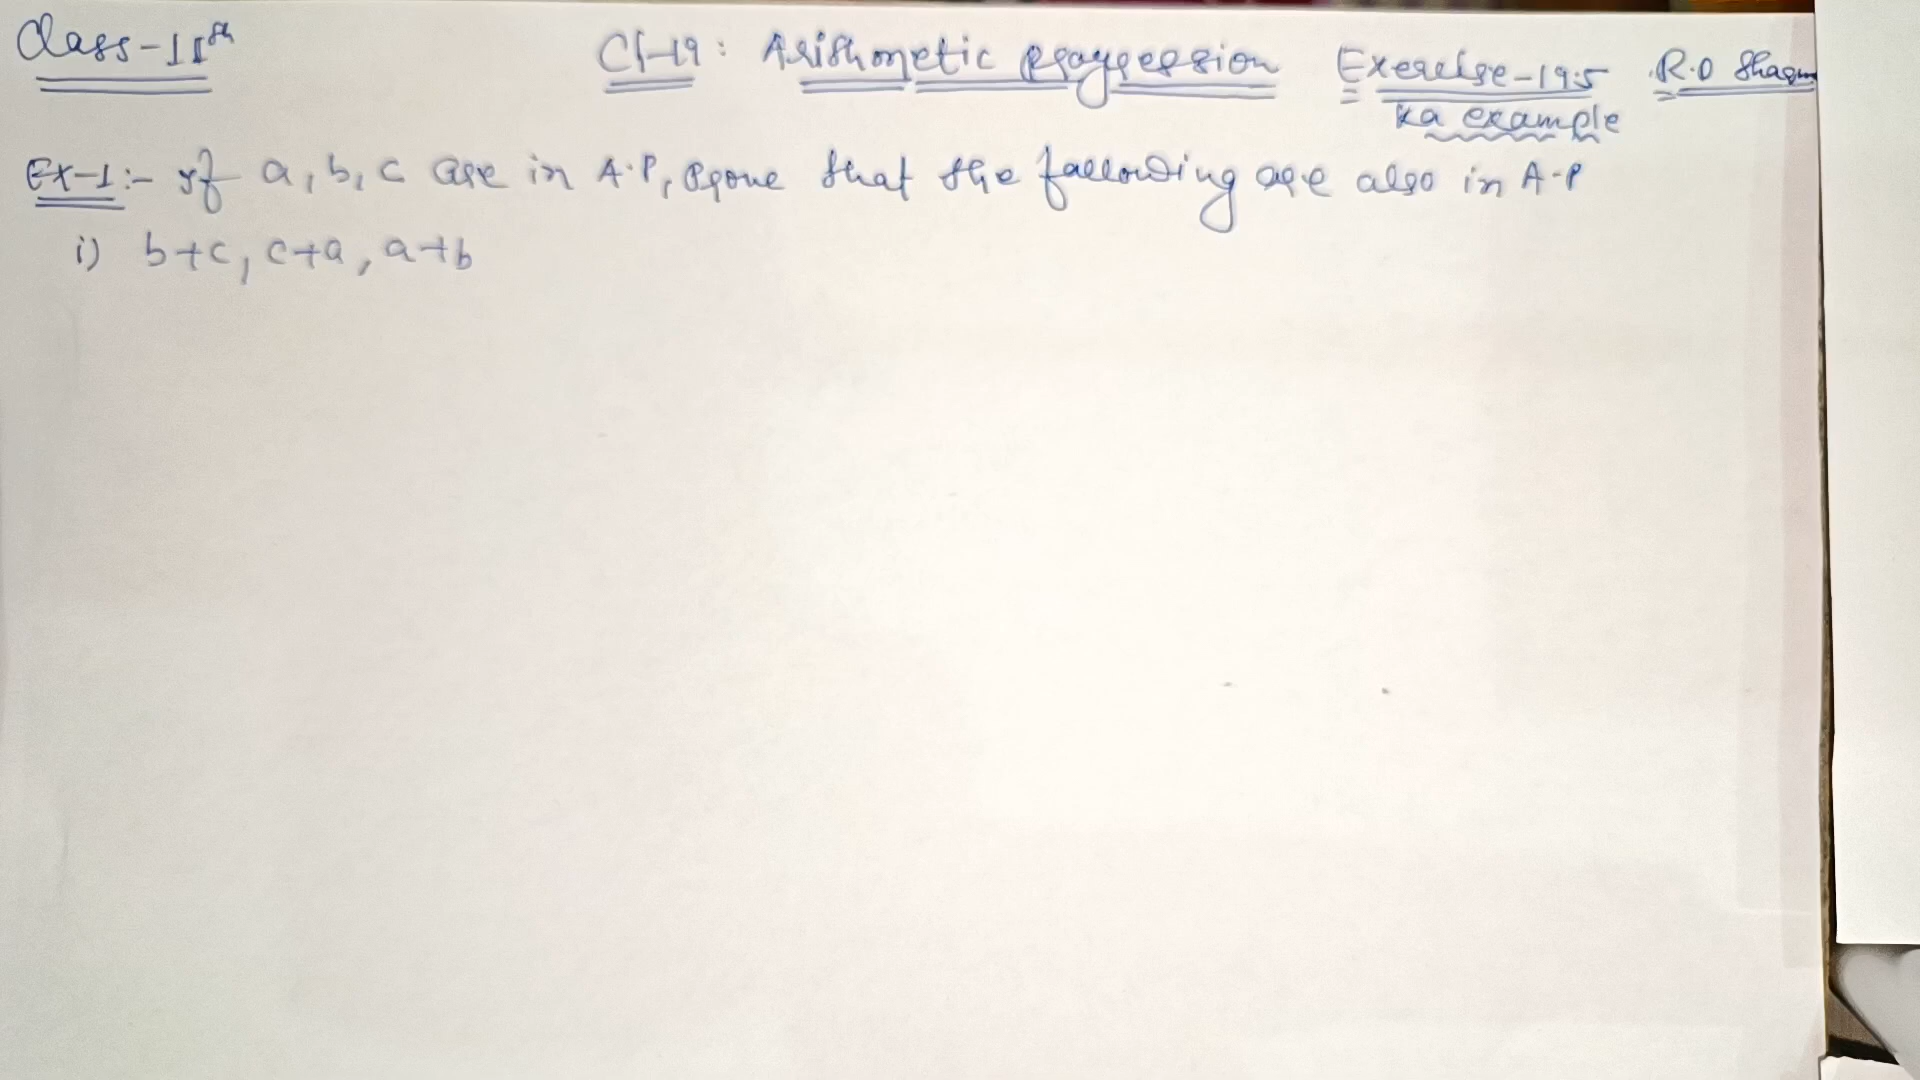 Class-11th Ch-19: Arithmetic progression Exercise-19.5 R.D Sharm
ka example
Ex-1:- If a, b, c are in A.P, Prove that the following are also in A-P
i) b+c, c+a, a+b